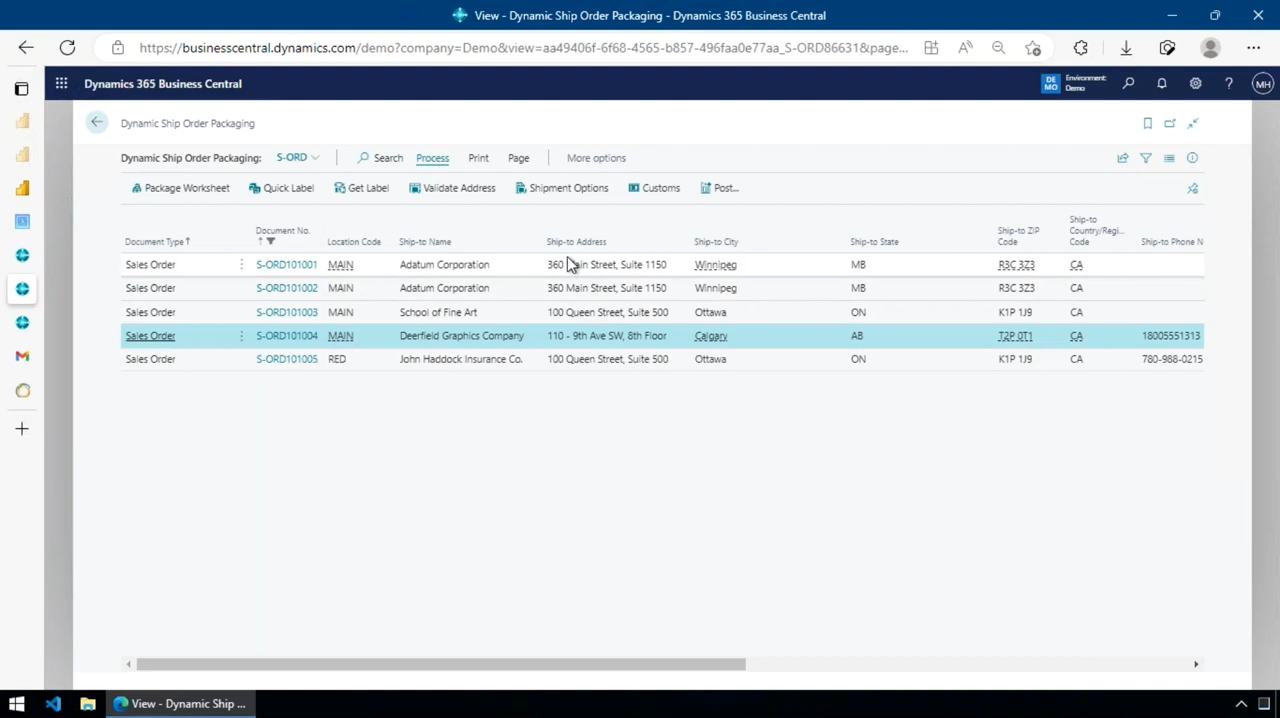 View - Dynamic Ship Order Packaging - Dynamics 365 Business Central
https://businesscentral.dynamics.com/demo?company=Demo&view=aa49406f-6f68-4565-b857-496faa0e77aa_S-ORD86631&page...
Dynamics 365 Business Central
DE MO
Environment: Demo
MH
Dynamic Ship Order Packaging
Dynamic Ship Order Packaging: S-ORD Search Process Print Page More options
Package Worksheet Quick Label Get Label Validate Address Shipment Options Customs Post...
Document Type Document No. Location Code Ship-to Name Ship-to Address Ship-to City Ship-to State Ship-to ZIP Code Ship-to Country/Regi... Code Ship-to Phone N
Sales Order S-ORD101001 MAIN Adatum Corporation 360 Main Street, Suite 1150 Winnipeg MB R3C 3Z3 CA
Sales Order S-ORD101002 MAIN Adatum Corporation 360 Main Street, Suite 1150 Winnipeg MB R3C 3Z3 CA
Sales Order S-ORD101003 MAIN School of Fine Art 100 Queen Street, Suite 500 Ottawa ON K1P 1J9 CA
Sales Order S-ORD101004 MAIN Deerfield Graphics Company 110 - 9th Ave SW, 8th Floor Calgary AB T2P 0T1 CA 18005551313
Sales Order S-ORD101005 RED John Haddock Insurance Co. 100 Queen Street, Suite 500 Ottawa ON K1P 1J9 CA 780-988-0215
View - Dynamic Ship ...